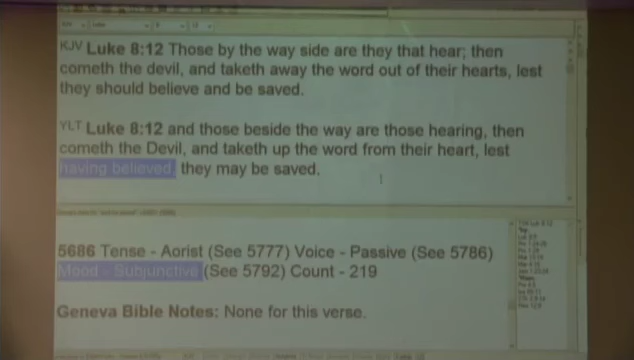 KJV Luke 8:12 Those by the way side are they that hear; then
cometh the devil, and taketh away the word out of their hearts, lest
they should believe and be saved.
YLT Luke 8:12 and those beside the way are those hearing, then
cometh the Devil, and taketh up the word from their heart, lest
having believed, they may be saved.
5686 Tense - Aorist (See 5777) Voice - Passive (See 5786)
Mood - Subjunctive (See 5792) Count - 219
Geneva Bible Notes: None for this verse.